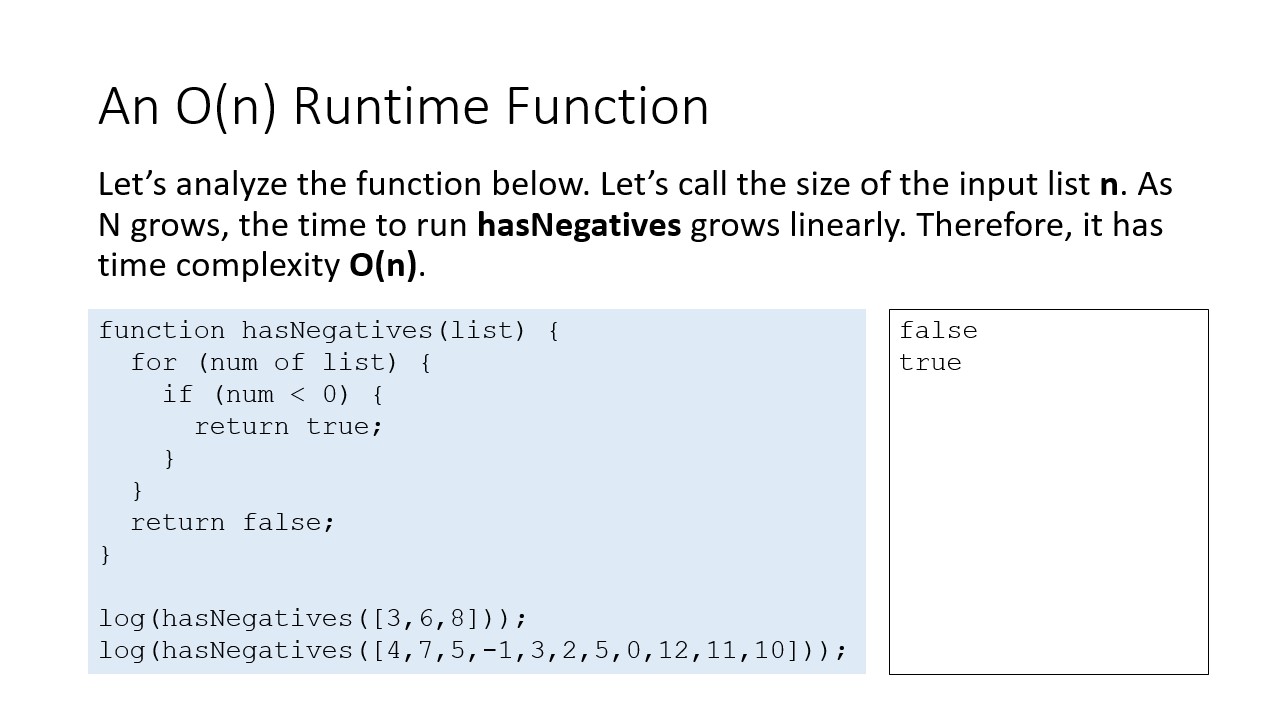 An O(n) Runtime Function
Let’s analyze the function below. Let’s call the size of the input list n. As
N grows, the time to run hasNegatives grows linearly. Therefore, it has
time complexity O(n).
function hasNegatives(list) {
  for (num of list) {
    if (num < 0) {
      return true;
    }
  }
  return false;
}

log(hasNegatives([3,6,8]));
log(hasNegatives([4,7,5,-1,3,2,5,0,12,11,10]));
false
true